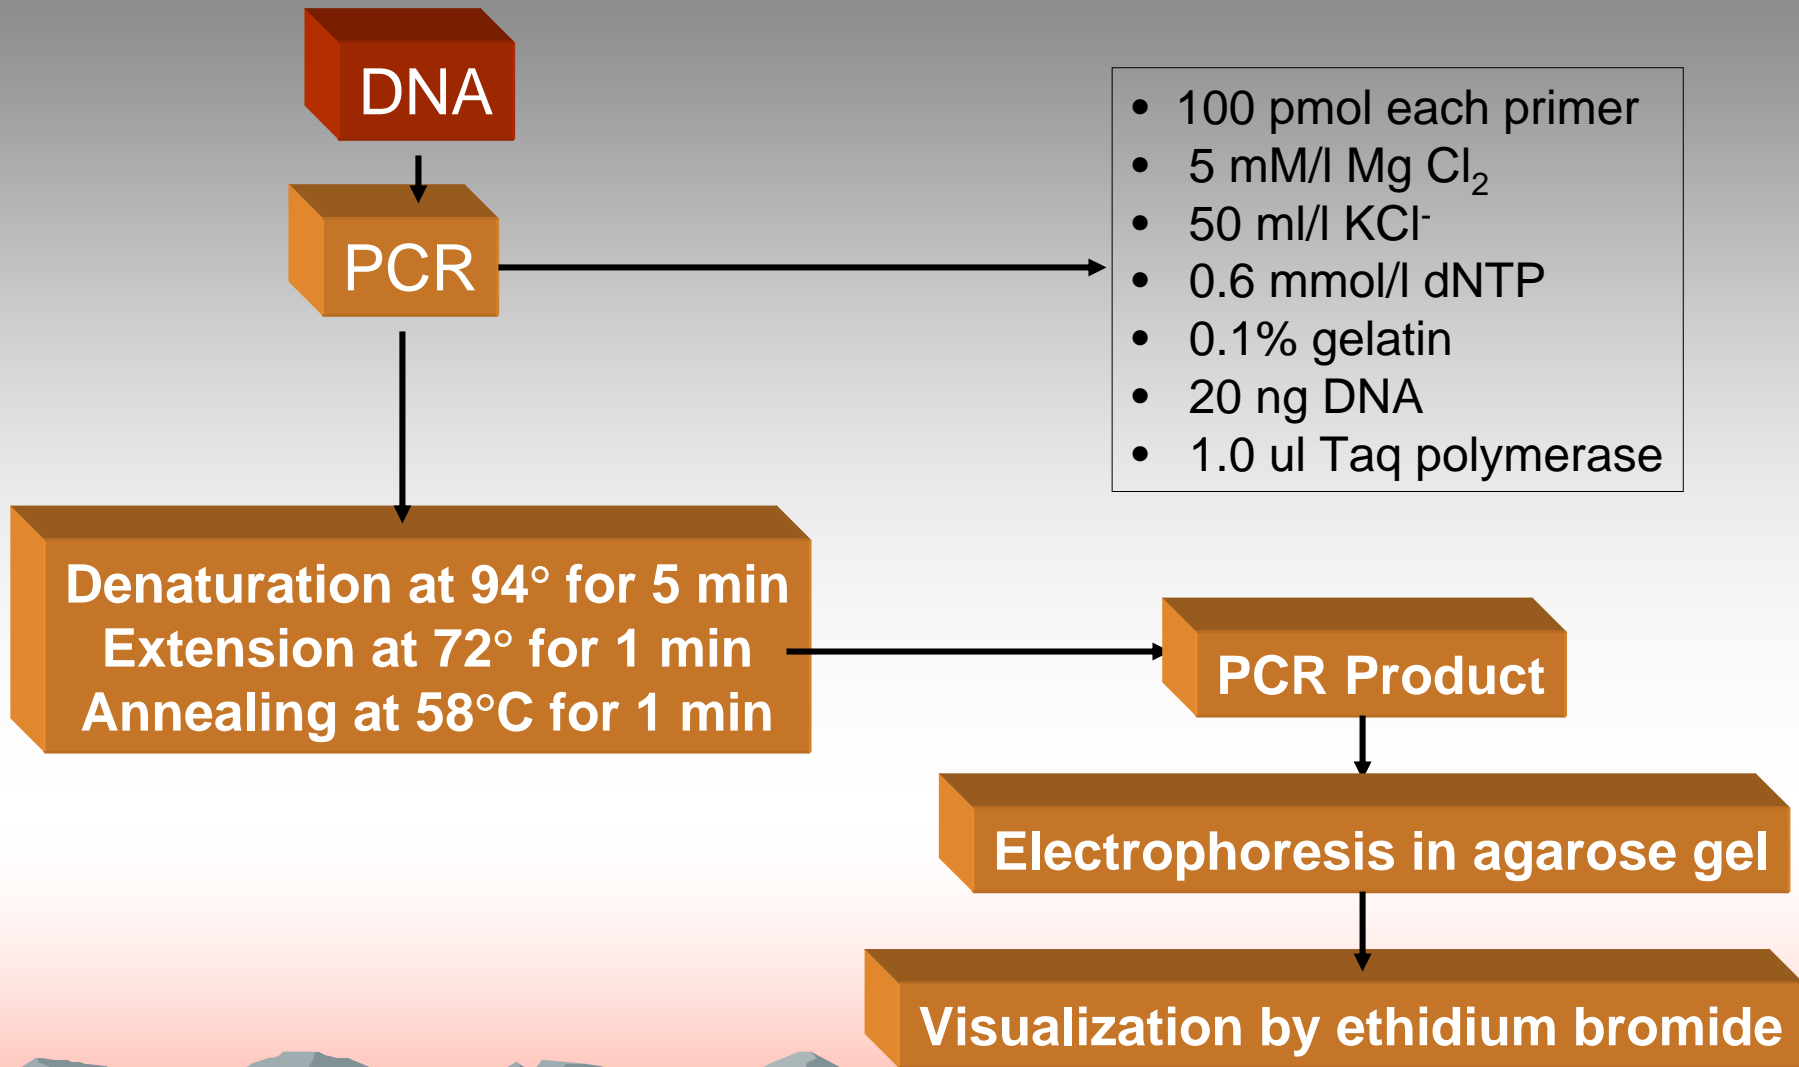 DNA
PCR
• 100 pmol each primer
• 5 mM/l Mg Cl₂
• 50 ml/l KCl⁻
• 0.6 mmol/l dNTP
• 0.1% gelatin
• 20 ng DNA
• 1.0 ul Taq polymerase
Denaturation at 94° for 5 min
Extension at 72° for 1 min
Annealing at 58°C for 1 min
PCR Product
Electrophoresis in agarose gel
Visualization by ethidium bromide